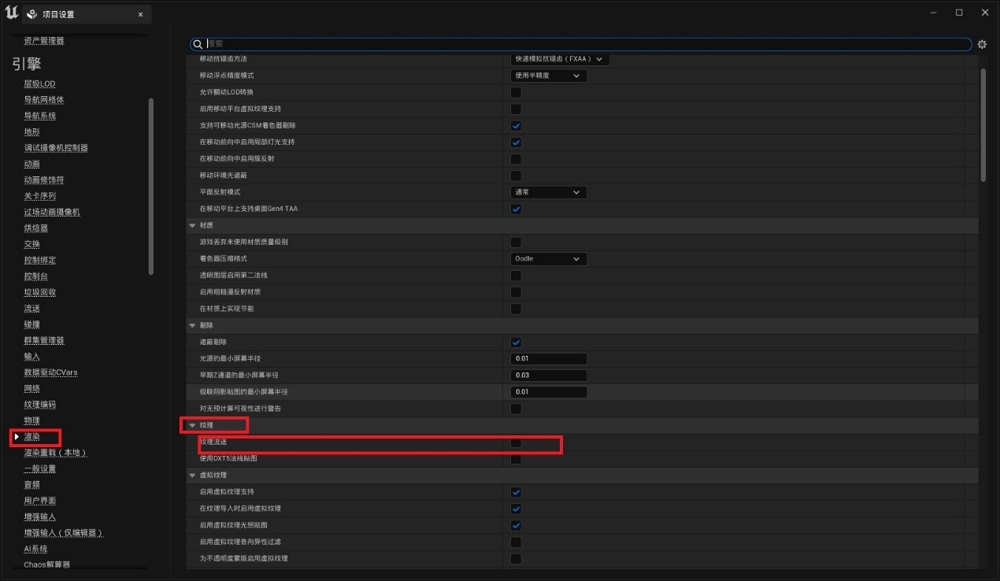 项目设置
资产管理器
引擎
层级LOD
导航网格体
导航系统
地形
调试摄像机控制器
动画
动画修饰符
关卡序列
过场动画摄像机
烘焙器
交换
控制绑定
控制台
垃圾回收
流送
碰撞
群集管理器
输入
数据驱动CVars
网络
纹理编码
物理
渲染
渲染重载（本地）
一般设置
音频
用户界面
增强输入
增强输入（仅编辑器）
AI系统
Chaos解算器
搜索
移动抗锯齿方法 快速模拟抗锯齿（FXAA）
移动浮点精度模式 使用半精度
允许颤动LOD转换
启用移动平台虚拟纹理支持
支持可移动光源CSM着色器剔除
在移动前向中启用局部灯光支持
在移动前向中启用簇反射
移动环境光遮蔽
平面反射模式 通常
在移动平台上支持桌面Gen4 TAA
材质
游戏丢弃未使用材质质量级别
着色器压缩格式 Oodle
透明图层启用第二法线
启用粗糙漫反射材质
在材质上实现节能
剔除
遮蔽剔除
光源的最小屏幕半径 0.01
早期Z通道的最小屏幕半径 0.03
级联阴影贴图的最小屏幕半径 0.01
对无预计算可视性进行警告
纹理
纹理流送
使用DXT5法线贴图
虚拟纹理
启用虚拟纹理支持
在纹理导入时启用虚拟纹理
启用虚拟纹理光照贴图
启用虚拟纹理各向异性过滤
为不透明度蒙版启用虚拟纹理